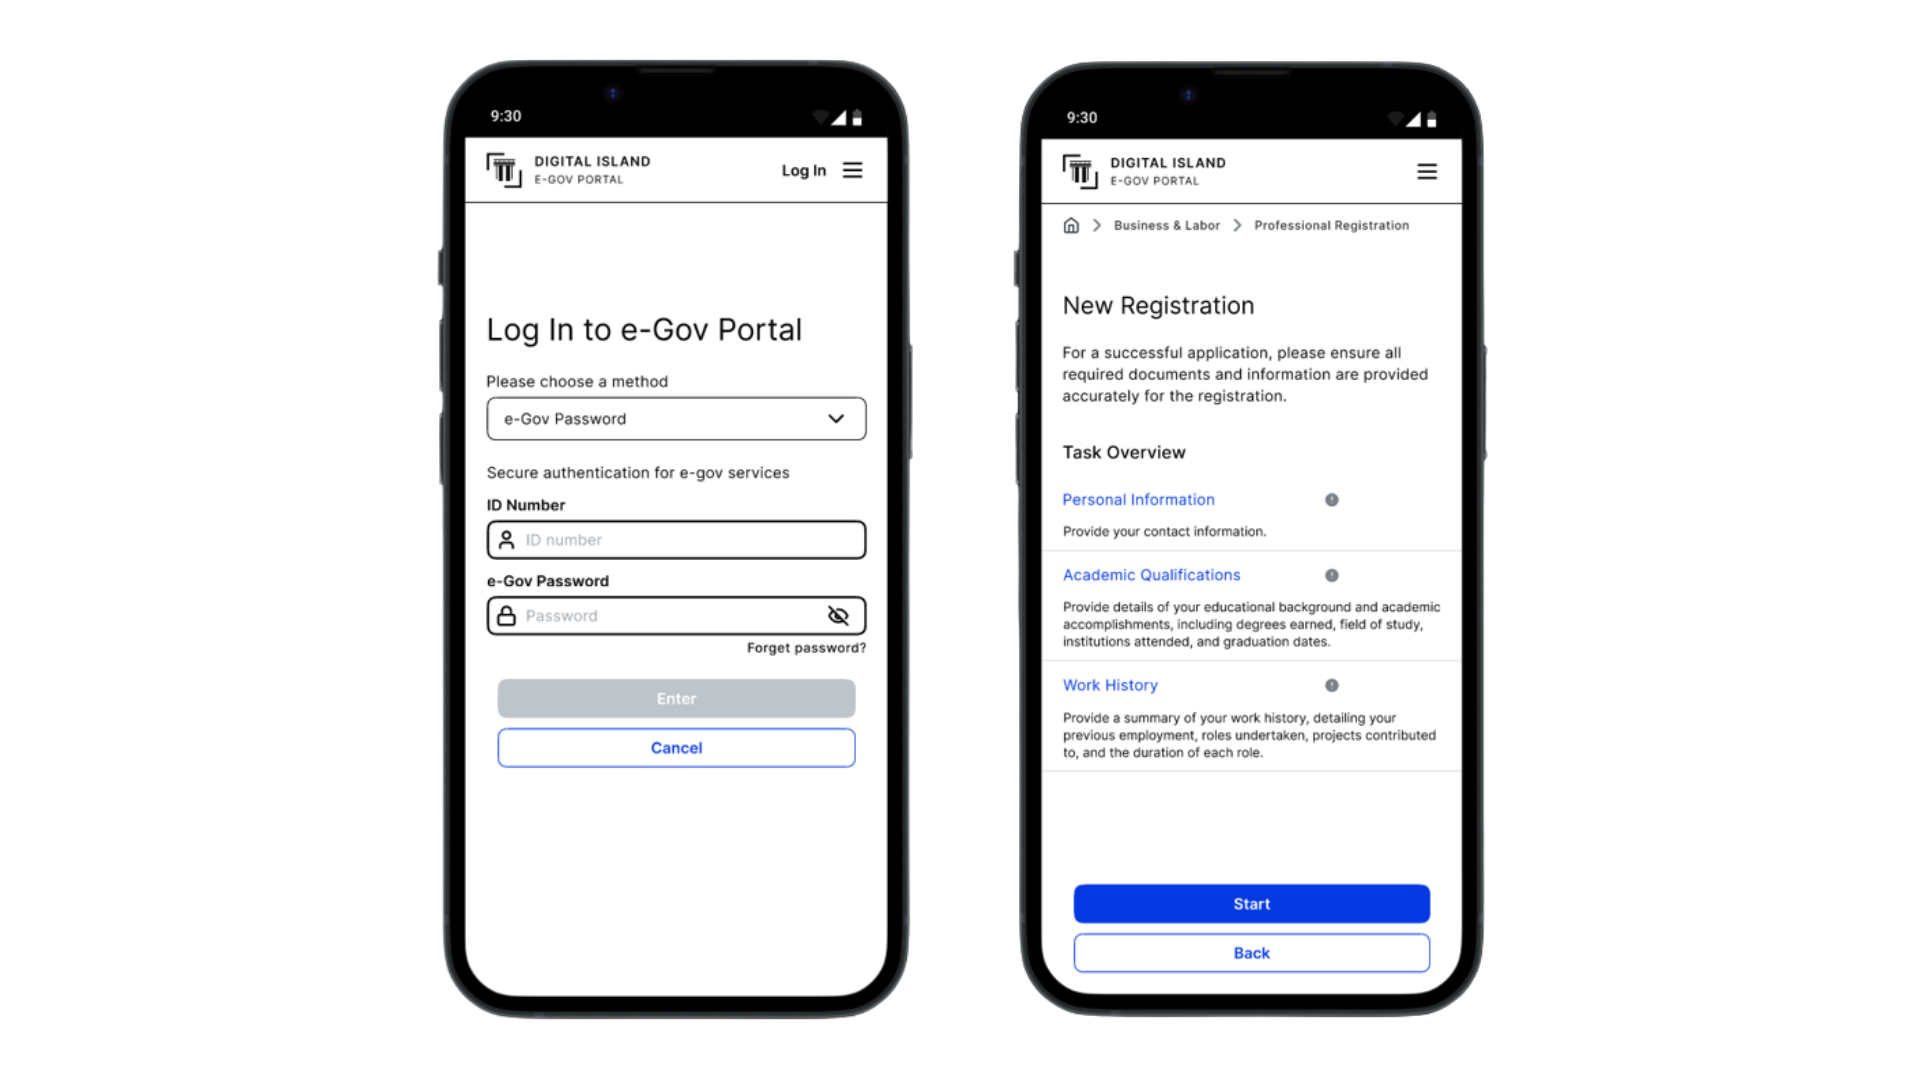 9:30
DIGITAL ISLAND
E-GOV PORTAL
Log In
Log In to e-Gov Portal
Please choose a method
e-Gov Password
Secure authentication for e-gov services
ID Number
ID number
e-Gov Password
Password
Forget password?
Enter
Cancel
9:30
DIGITAL ISLAND
E-GOV PORTAL
Business & Labor
Professional Registration
New Registration
For a successful application, please ensure all
required documents and information are provided
accurately for the registration.
Task Overview
Personal Information
Provide your contact information.
Academic Qualifications
Provide details of your educational background and academic
accomplishments, including degrees earned, field of study,
institutions attended, and graduation dates.
Work History
Provide a summary of your work history, detailing your
previous employment, roles undertaken, projects contributed
to, and the duration of each role.
Start
Back